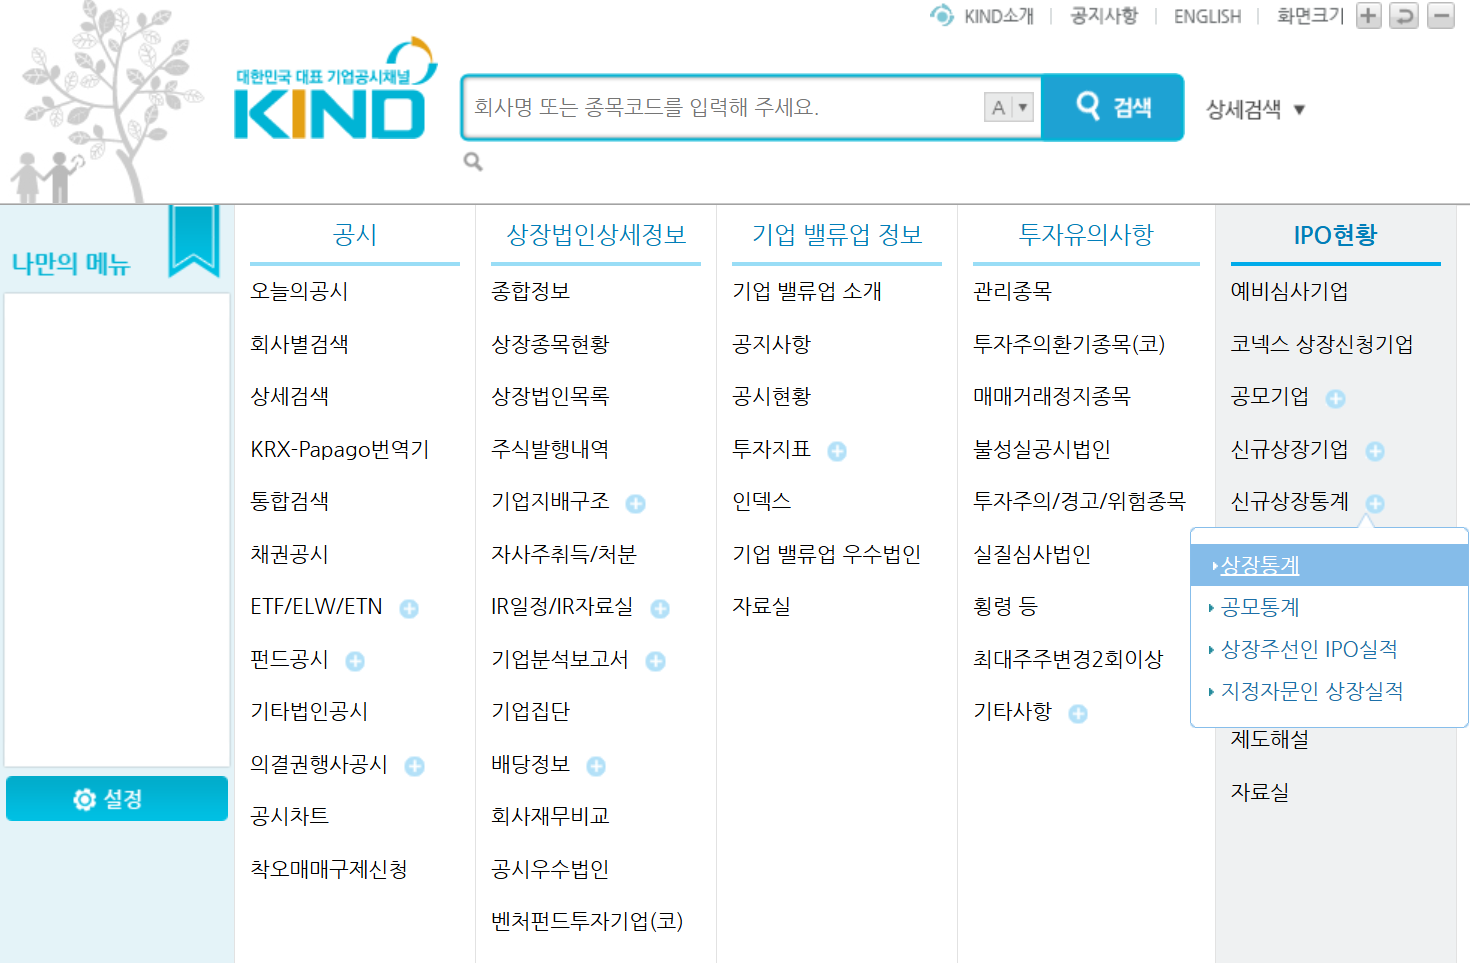 KIND소개
공지사항
ENGLISH
화면크기
대한민국 대표 기업공시채널
KIND
회사명 또는 종목코드를 입력해 주세요.
A
검색
상세검색
나만의 메뉴
설정
공시
오늘의공시
회사별검색
상세검색
KRX-Papago번역기
통합검색
채권공시
ETF/ELW/ETN
펀드공시
기타법인공시
의결권행사공시
공시차트
착오매매구제신청
상장법인상세정보
종합정보
상장종목현황
상장법인목록
주식발행내역
기업지배구조
자사주취득/처분
IR일정/IR자료실
기업분석보고서
기업집단
배당정보
회사재무비교
공시우수법인
벤처펀드투자기업(코)
기업 밸류업 정보
기업 밸류업 소개
공지사항
공시현황
투자지표
인덱스
기업 밸류업 우수법인
자료실
투자유의사항
관리종목
투자주의환기종목(코)
매매거래정지종목
불성실공시법인
투자주의/경고/위험종목
실질심사법인
횡령 등
최대주주변경2회이상
기타사항
IPO현황
예비심사기업
코넥스 상장신청기업
공모기업
신규상장기업
신규상장통계
상장통계
공모통계
상장주선인 IPO실적
지정자문인 상장실적
제도해설
자료실